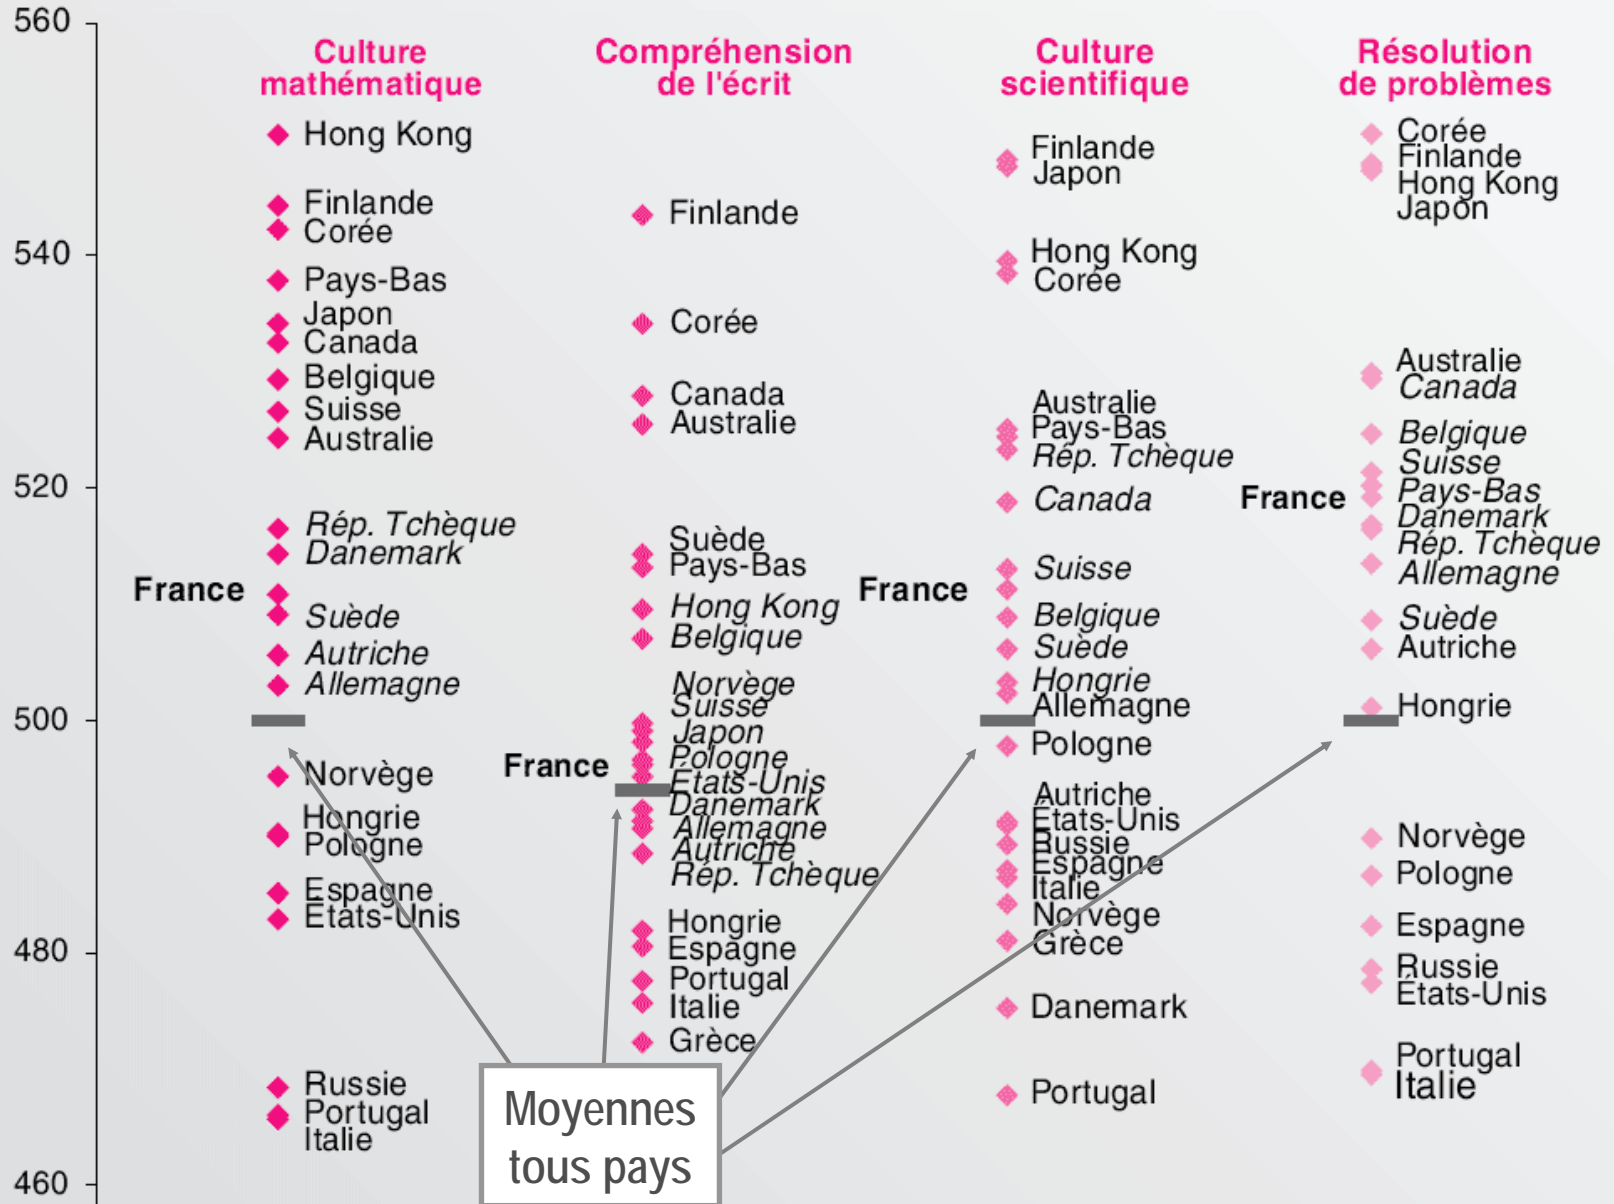 560
540
520
500
480
460
Culture
mathématique
Hong Kong
Finlande
Corée
Pays-Bas
Japon
Canada
Belgique
Suisse
Australie
Rép. Tchèque
Danemark
France
Suède
Autriche
Allemagne
Norvège
Hongrie
Pologne
Espagne
États-Unis
Russie
Portugal
Italie
Compréhension
de l'écrit
Finlande
Corée
Canada
Australie
Suède
Pays-Bas
Hong Kong
Belgique
Norvège
Suisse
Japon
Pologne
France
États-Unis
Danemark
Allemagne
Autriche
Rép. Tchèque
Hongrie
Espagne
Portugal
Italie
Grèce
Culture
scientifique
Finlande
Japon
Hong Kong
Corée
Australie
Pays-Bas
Rép. Tchèque
Canada
Suisse
France
Belgique
Suède
Hongrie
Allemagne
Pologne
Autriche
États-Unis
Russie
Espagne
Italie
Norvège
Grèce
Danemark
Portugal
Résolution
de problèmes
Corée
Finlande
Hong Kong
Japon
Australie
Canada
Belgique
Suisse
Pays-Bas
France
Danemark
Rép. Tchèque
Allemagne
Suède
Autriche
Hongrie
Norvège
Pologne
Espagne
Russie
États-Unis
Portugal
Italie
Moyennes
tous pays